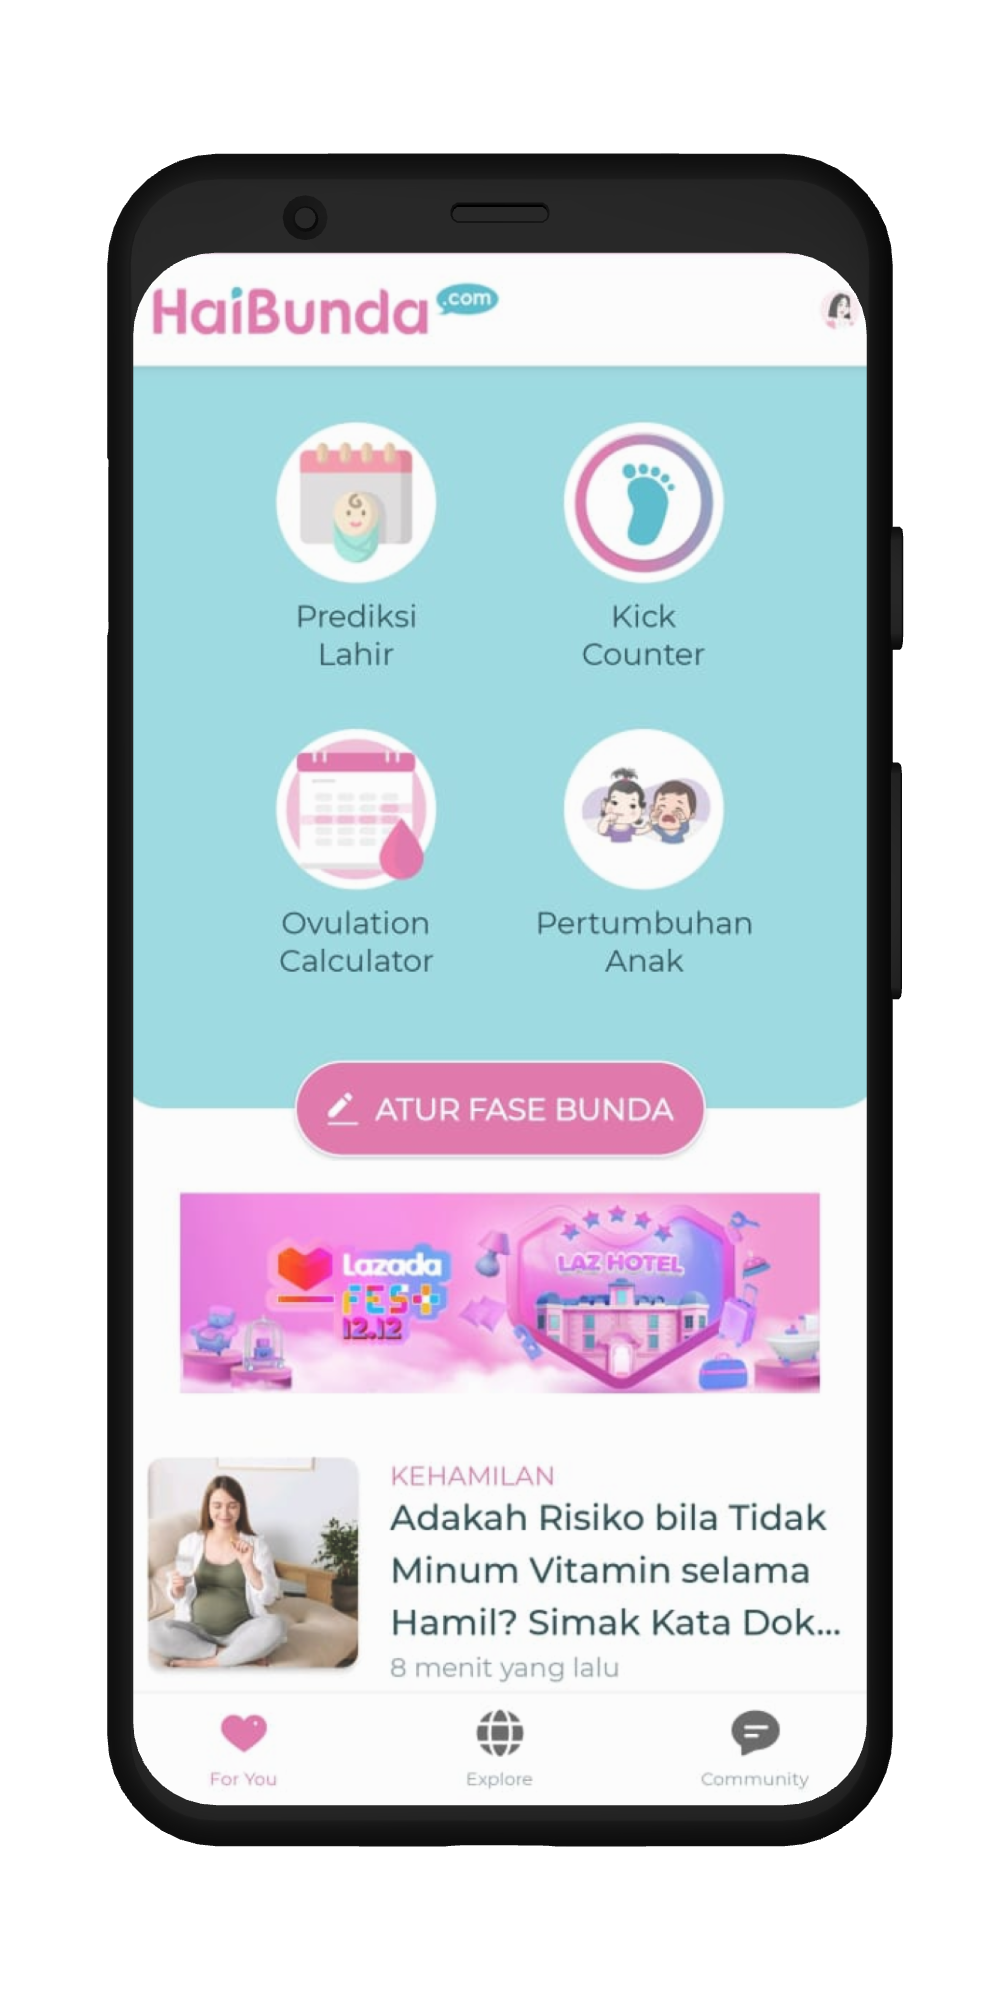 HaiBunda .com
Prediksi
Lahir
Kick
Counter
Ovulation
Calculator
Pertumbuhan
Anak
ATUR FASE BUNDA
Lazada
FEST
12.12
LAZ HOTEL
KEHAMILAN
Adakah Risiko bila Tidak
Minum Vitamin selama
Hamil? Simak Kata Dok...
8 menit yang lalu
For You
Explore
Community